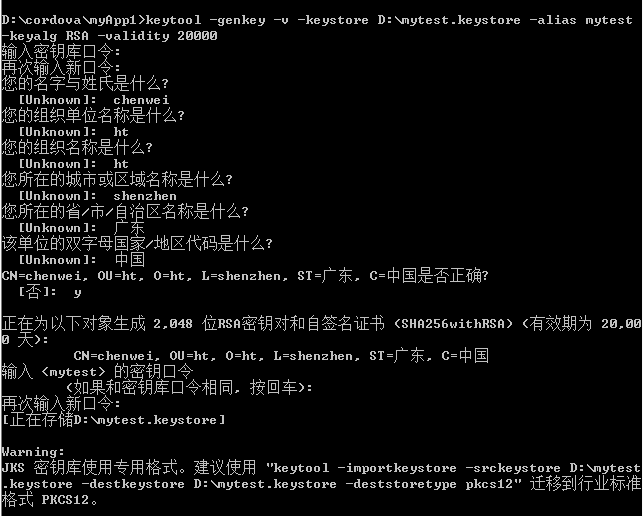 D:\cordova\myApp1>keytool -genkey -v -keystore D:\mytest.keystore -alias mytest
-keyalg RSA -validity 20000
输入密钥库口令:
再次输入新口令:
您的名字与姓氏是什么?
[Unknown]:  chenwei
您的组织单位名称是什么?
[Unknown]:  ht
您的组织名称是什么?
[Unknown]:  ht
您所在的城市或区域名称是什么?
[Unknown]:  shenzhen
您所在的省/市/自治区名称是什么?
[Unknown]:  广东
该单位的双字母国家/地区代码是什么?
[Unknown]:  中国
CN=chenwei, OU=ht, O=ht, L=shenzhen, ST=广东, C=中国是否正确?
[否]:  y
正在为以下对象生成 2,048 位RSA密钥对和自签名证书 (SHA256withRSA) (有效期为 20,00
0 天):
CN=chenwei, OU=ht, O=ht, L=shenzhen, ST=广东, C=中国
输入 <mytest> 的密钥口令
(如果和密钥库口令相同, 按回车):
再次输入新口令:
[正在存储D:\mytest.keystore]
Warning:
JKS 密钥库使用专用格式。建议使用 "keytool -importkeystore -srckeystore D:\mytest
.keystore -destkeystore D:\mytest.keystore -deststoretype pkcs12" 迁移到行业标准
格式 PKCS12。